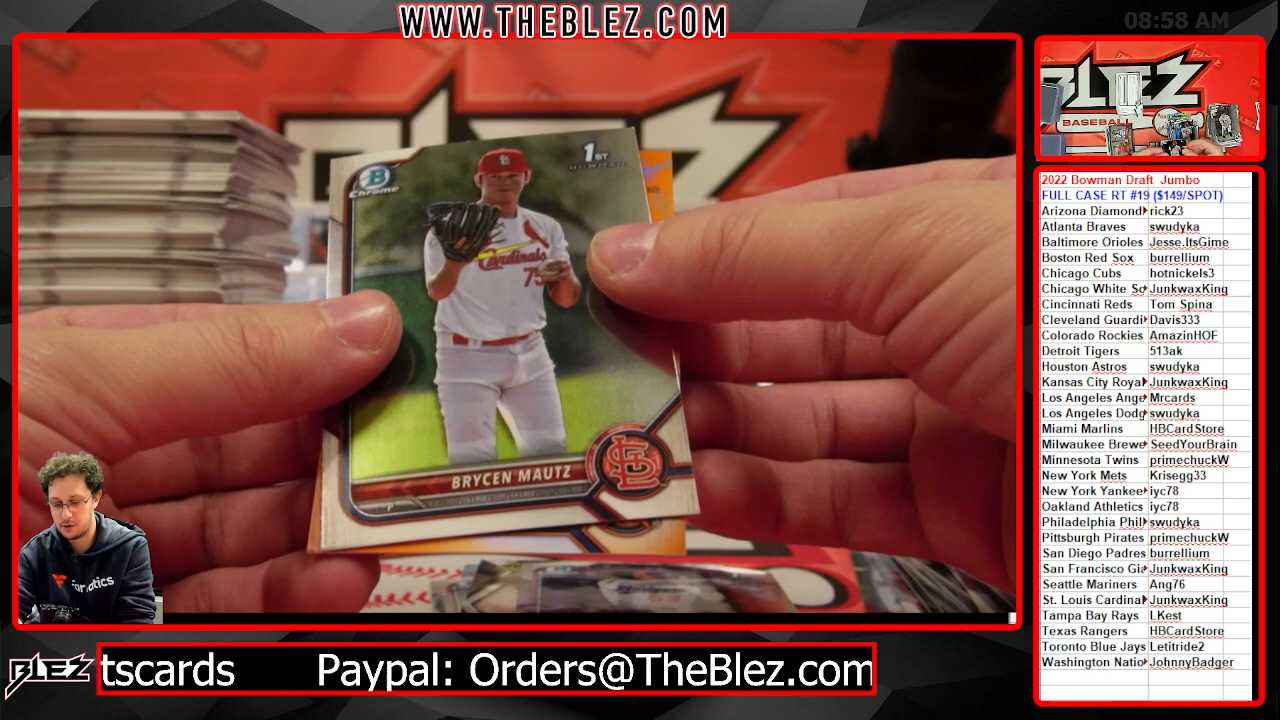 WWW.THEBLEZ.COM
08:58 AM
BLEZ
BASEBALL
B
Chrome
1ST
BOWMAN
Cardinals
75
BRYCEN MAUTZ
P
Fanatics
2022 Bowman Draft Jumbo
FULL CASE RT #19 ($149/SPOT)
Arizona Diamond rick23
Atlanta Braves swudyka
Baltimore Orioles Jesse.ItsGime
Boston Red Sox burrellium
Chicago Cubs hotnickels3
Chicago White So JunkwaxKing
Cincinnati Reds Tom Spina
Cleveland Guardi Davis333
Colorado Rockies AmazinHOF
Detroit Tigers 513ak
Houston Astros swudyka
Kansas City Roya JunkwaxKing
Los Angeles Ange Mrcards
Los Angeles Dodg swudyka
Miami Marlins HBCardStore
Milwaukee Brewe SeedYourBrain
Minnesota Twins primechuckW
New York Mets Krisegg33
New York Yankee iyc78
Oakland Athletics iyc78
Philadelphia Phil swudyka
Pittsburgh Pirates primechuckW
San Diego Padres burrellium
San Francisco Gia JunkwaxKing
Seattle Mariners Ang76
St. Louis Cardina JunkwaxKing
Tampa Bay Rays LKest
Texas Rangers HBCardStore
Toronto Blue Jays Letitride2
Washington Natio JohnnyBadger
BLEZ
tscards Paypal: Orders@TheBlez.com